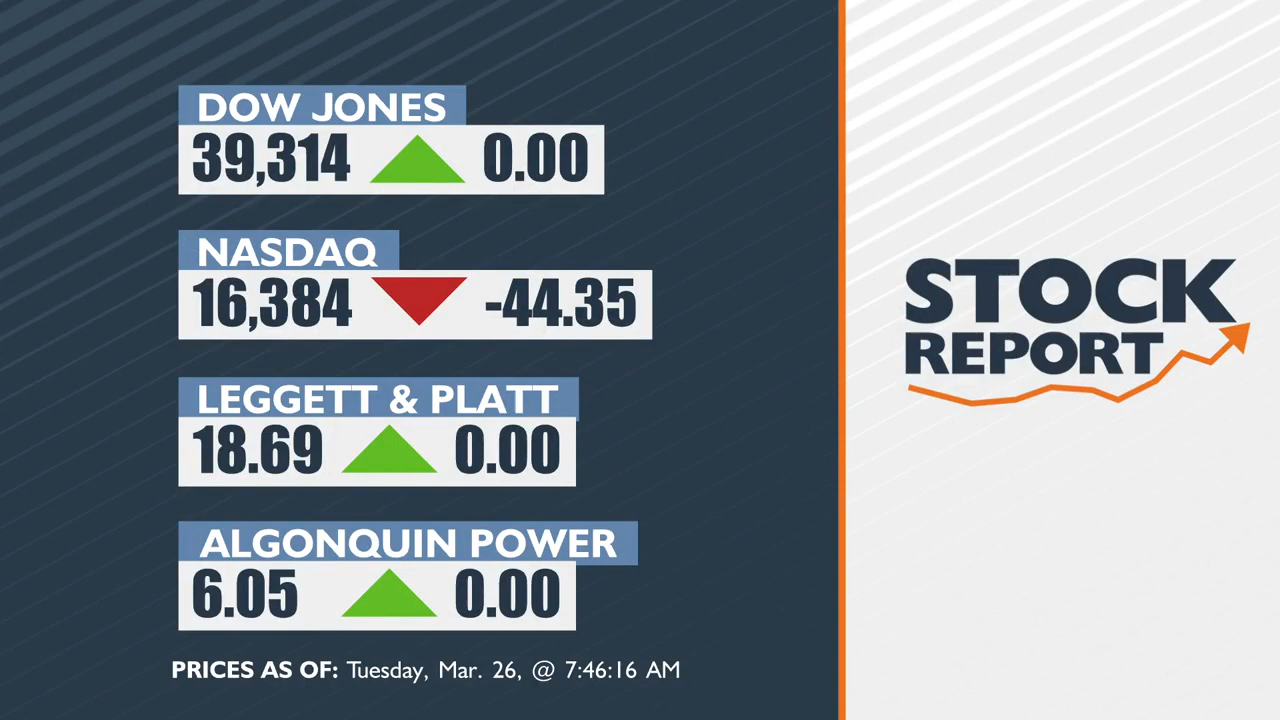 DOW JONES
39,314 0.00
NASDAQ
16,384 -44.35
LEGGETT & PLATT
18.69 0.00
ALGONQUIN POWER
6.05 0.00
PRICES AS OF: Tuesday, Mar. 26, @ 7:46:16 AM
STOCK
REPORT